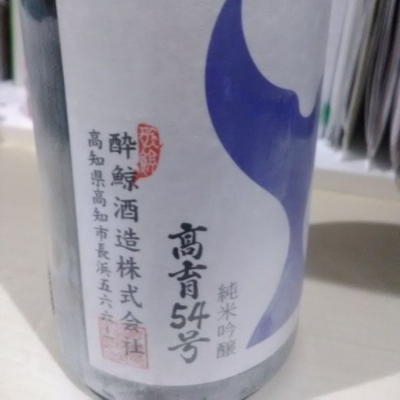 純米吟醸
高育54号
酔鯨酒造株式会社
高知県高知市長浜五六六